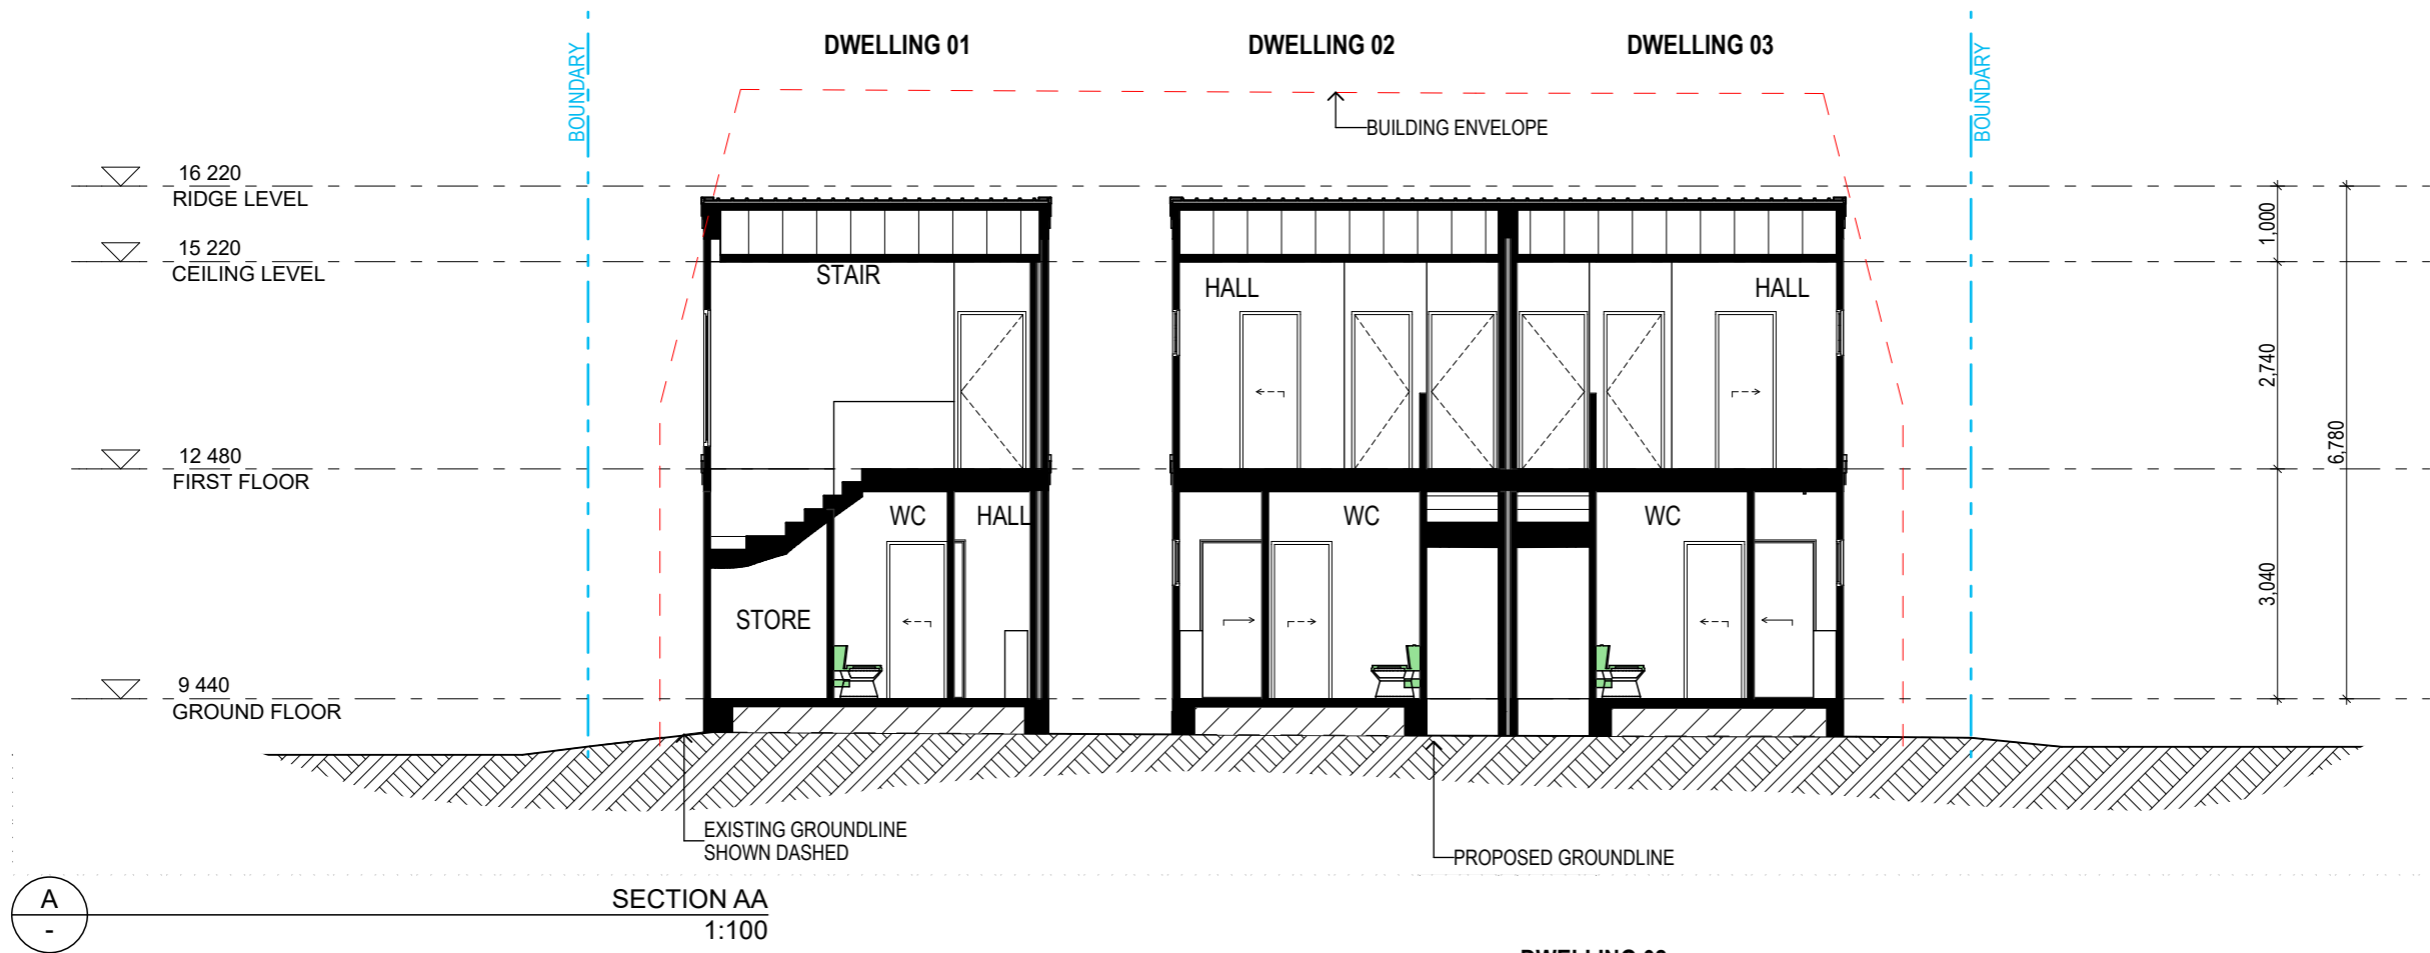 DWELLING 01
DWELLING 02
DWELLING 03
BOUNDARY
BOUNDARY
BUILDING ENVELOPE
16 220
RIDGE LEVEL
15 220
CEILING LEVEL
STAIR
HALL
HALL
1,000
2,740
6,780
3,040
12 480
FIRST FLOOR
WC
HALL
WC
WC
STORE
9 440
GROUND FLOOR
EXISTING GROUNDLINE
SHOWN DASHED
PROPOSED GROUNDLINE
A
-
SECTION AA
1:100